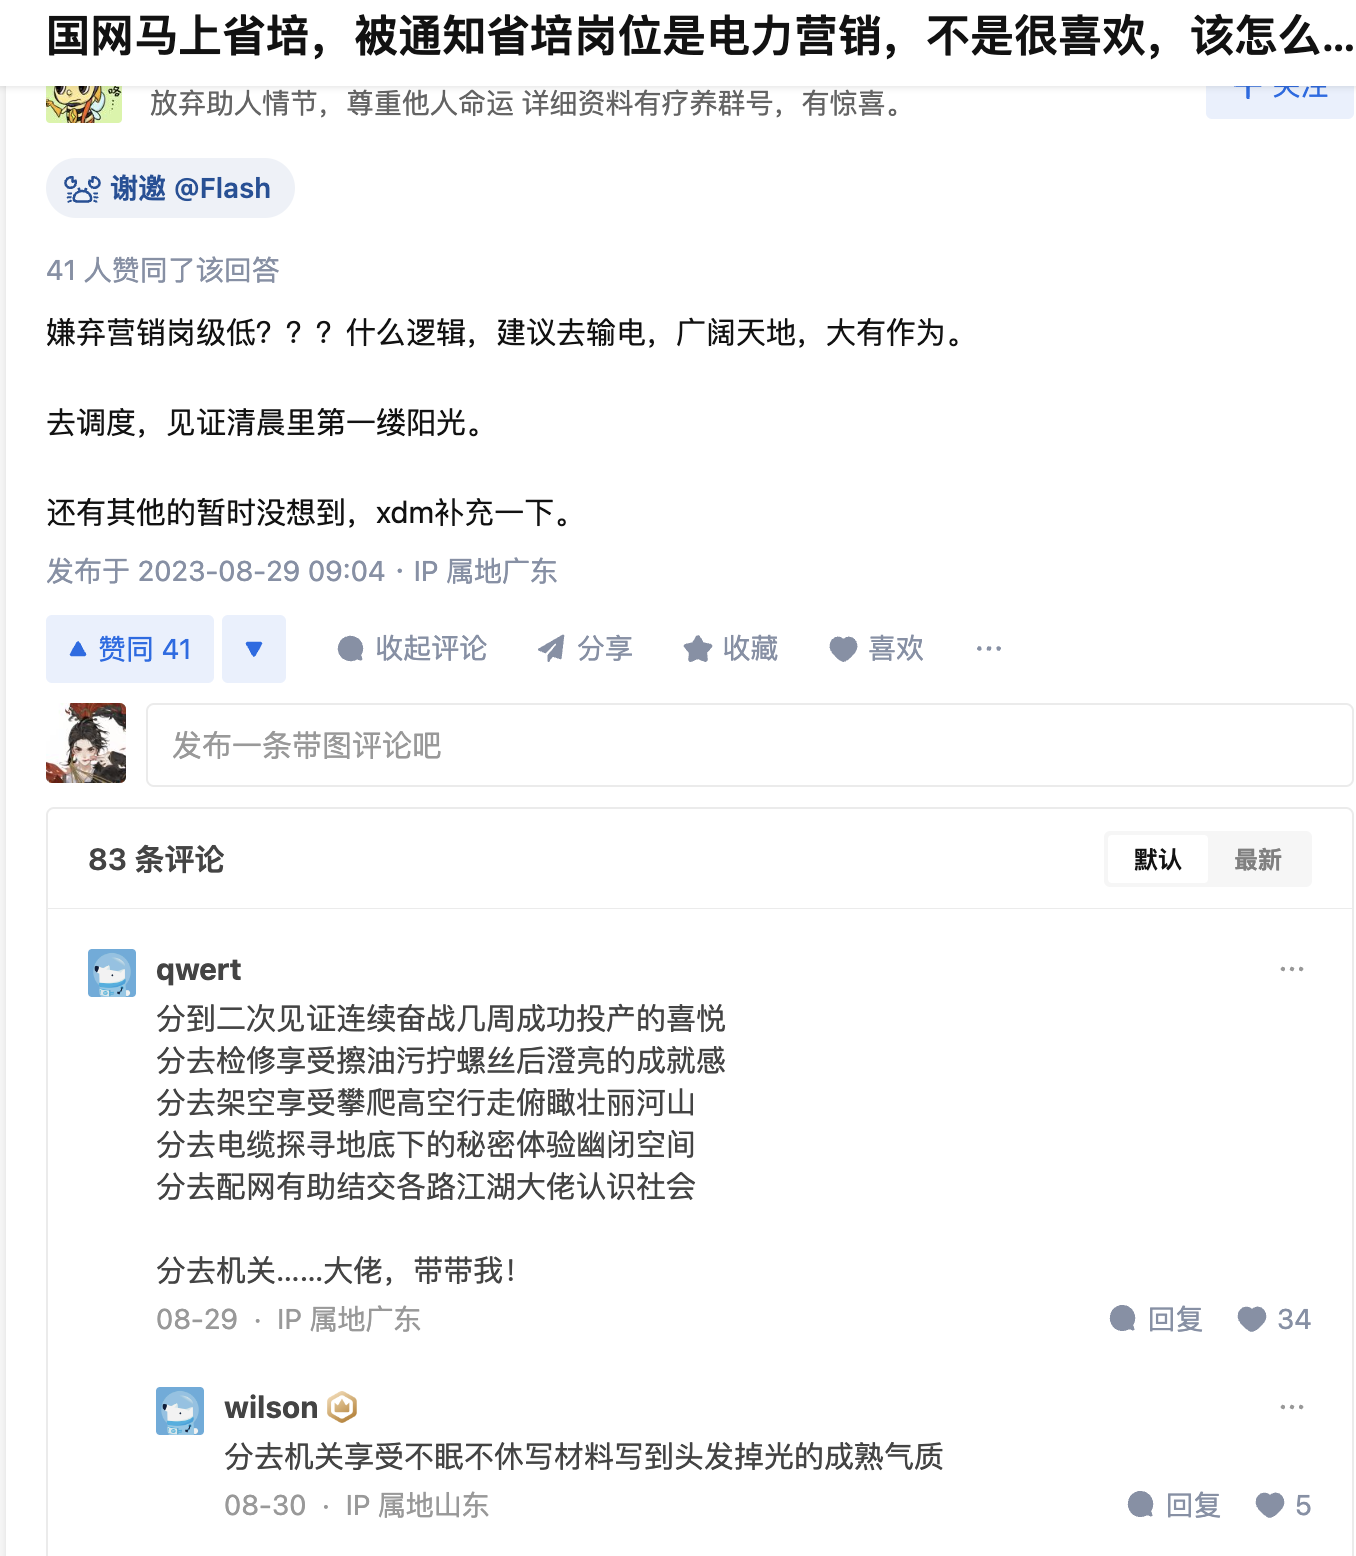 国网马上省培，被通知省培岗位是电力营销，不是很喜欢，该怎么...
放弃助人情节，尊重他人命运 详细资料有疗养群号，有惊喜。
+ 关注
谢邀 @Flash
41 人赞同了该回答
嫌弃营销岗级低？？？什么逻辑，建议去输电，广阔天地，大有作为。
去调度，见证清晨里第一缕阳光。
还有其他的暂时没想到，xdm补充一下。
发布于 2023-08-29 09:04 · IP 属地广东
赞同 41
收起评论
分享
收藏
喜欢
发布一条带图评论吧
83 条评论
默认
最新
qwert
分到二次见证连续奋战几周成功投产的喜悦
分去检修享受擦油污拧螺丝后澄亮的成就感
分去架空享受攀爬高空行走俯瞰壮丽河山
分去电缆探寻地底下的秘密体验幽闭空间
分去配网有助结交各路江湖大佬认识社会
分去机关......大佬，带带我！
08-29 · IP 属地广东
回复
34
wilson
分去机关享受不眠不休写材料写到头发掉光的成熟气质
08-30 · IP 属地山东
回复
5